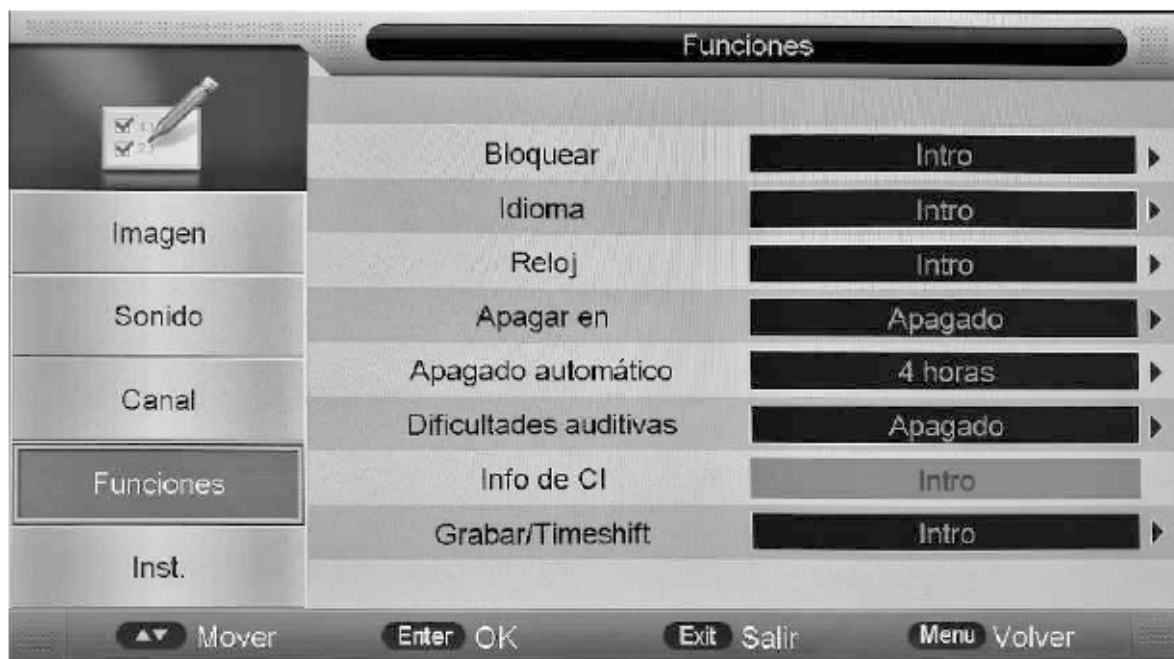 Funciones
Imagen
Sonido
Canal
Funciones
Inst.
Bloquear Intro
Idioma Intro
Reloj Intro
Apagar en Apagado
Apagado automático 4 horas
Dificultades auditivas Apagado
Info de CI Intro
Grabar/Timeshift Intro
Mover Enter OK Exit Salir Menu Volver